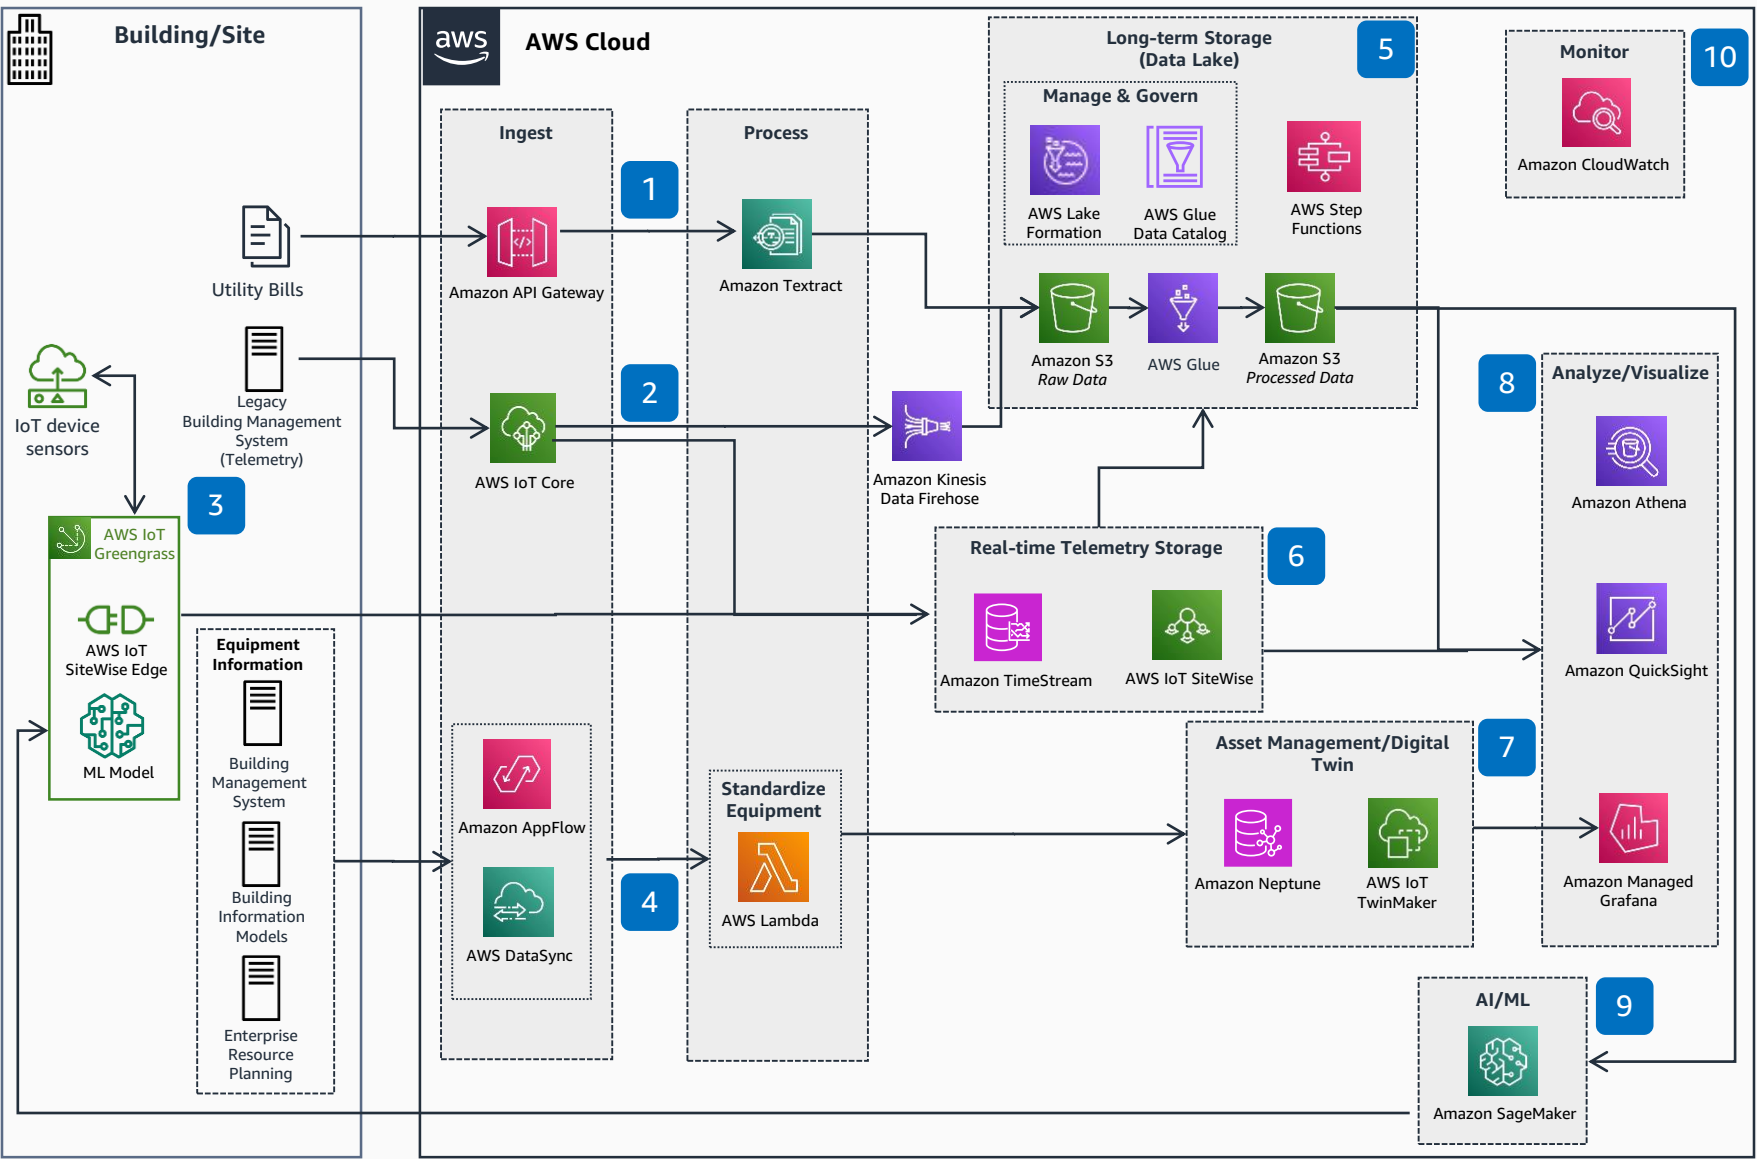 Building/Site
aws
AWS Cloud
Long-term Storage
(Data Lake)
5
Monitor
10
Amazon CloudWatch
Manage & Govern
AWS Lake
Formation
AWS Glue
Data Catalog
AWS Step
Functions
Ingest
Process
1
Utility Bills
Amazon API Gateway
</>
Amazon Textract
Amazon S3
Raw Data
AWS Glue
Amazon S3
Processed Data
IoT device
sensors
Legacy
Building Management
System
(Telemetry)
2
AWS IoT Core
Amazon Kinesis
Data Firehose
8
Analyze/Visualize
Amazon Athena
Amazon QuickSight
Amazon Managed
Grafana
3
AWS IoT
Greengrass
AWS IoT
SiteWise Edge
ML Model
Real-time Telemetry Storage
6
Amazon TimeStream
AWS IoT SiteWise
Equipment
Information
Building
Management
System
Building
Information
Models
Enterprise
Resource
Planning
Amazon AppFlow
AWS DataSync
4
Standardize
Equipment
AWS Lambda
Asset Management/Digital
Twin
7
Amazon Neptune
AWS IoT
TwinMaker
AI/ML
9
Amazon SageMaker